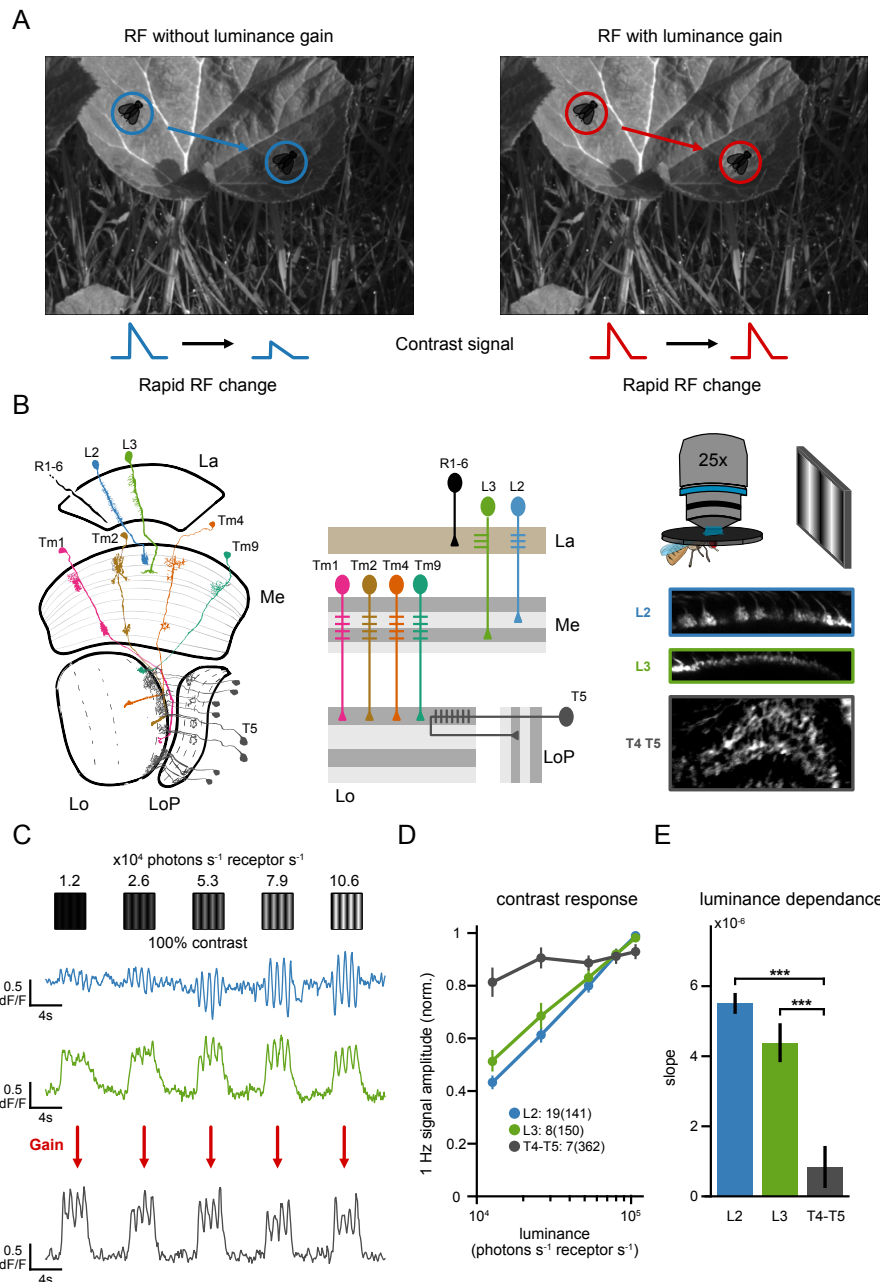 A
RF without luminance gain
RF with luminance gain
Contrast signal
Rapid RF change
Rapid RF change
B
L2
L3
La
R1-6
Tm1
Tm2
Tm4
Tm9
Me
T5
Lo
LoP
R1-6
L3
L2
La
Tm1
Tm2
Tm4
Tm9
Me
T5
LoP
Lo
25x
L2
L3
T4 T5
C
x10⁴ photons s⁻¹ receptor s⁻¹
1.2
2.6
5.3
7.9
10.6
100% contrast
0.5
dF/F
4s
0.5
dF/F
4s
Gain
0.5
dF/F
4s
D
contrast response
1 Hz signal amplitude (norm.)
1
0.8
0.6
0.4
0.2
0
L2: 19(141)
L3: 8(150)
T4-T5: 7(362)
10⁴
10⁵
luminance
(photons s⁻¹ receptor s⁻¹)
E
luminance dependance
x10⁻⁶
***
***
slope
6
4
2
0
L2
L3
T4-T5